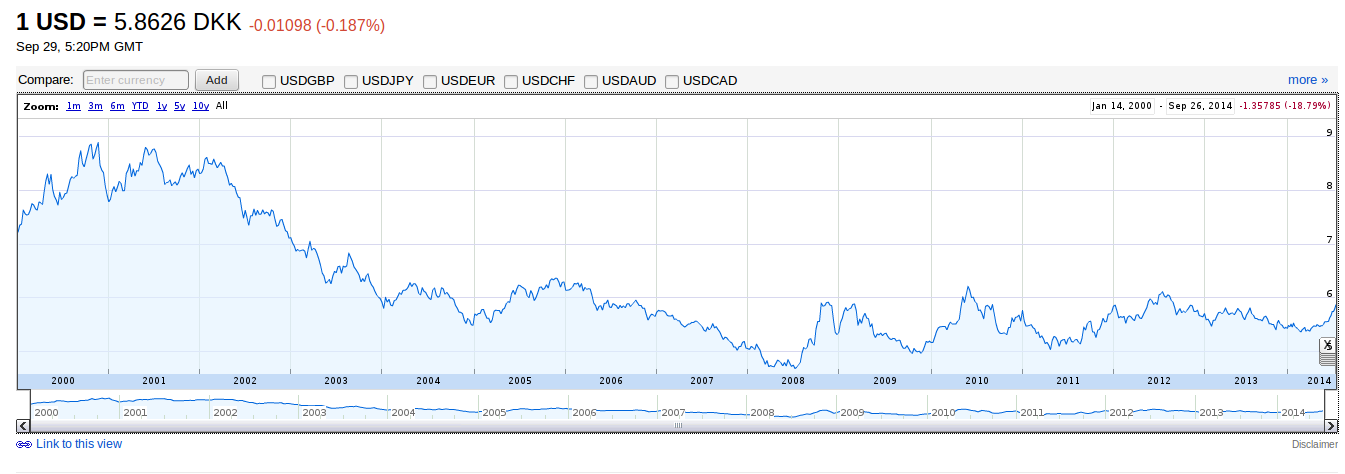 1 USD = 5.8626 DKK -0.01098 (-0.187%)
Sep 29, 5:20PM GMT
Compare: Enter currency Add USDGBP USDJPY USDEUR USDCHF USDAUD USDCAD more »
Zoom: 1m 3m 6m YTD 1y 5y 10y All Jan 14, 2000 - Sep 26, 2014 -1.35785 (-18.79%)
9
8
7
6
2000 2001 2002 2003 2004 2005 2006 2007 2008 2009 2010 2011 2012 2013 2014
2000 2001 2002 2003 2004 2005 2006 2007 2008 2009 2010 2011 2012 2013 2014
Link to this view Disclaimer